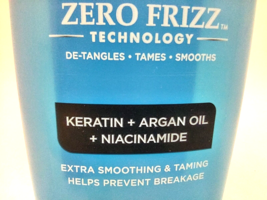 ZERO FRIZZ™
TECHNOLOGY
DE-TANGLES • TAMES • SMOOTHS
KERATIN + ARGAN OIL
+ NIACINAMIDE
EXTRA SMOOTHING & TAMING
HELPS PREVENT BREAKAGE